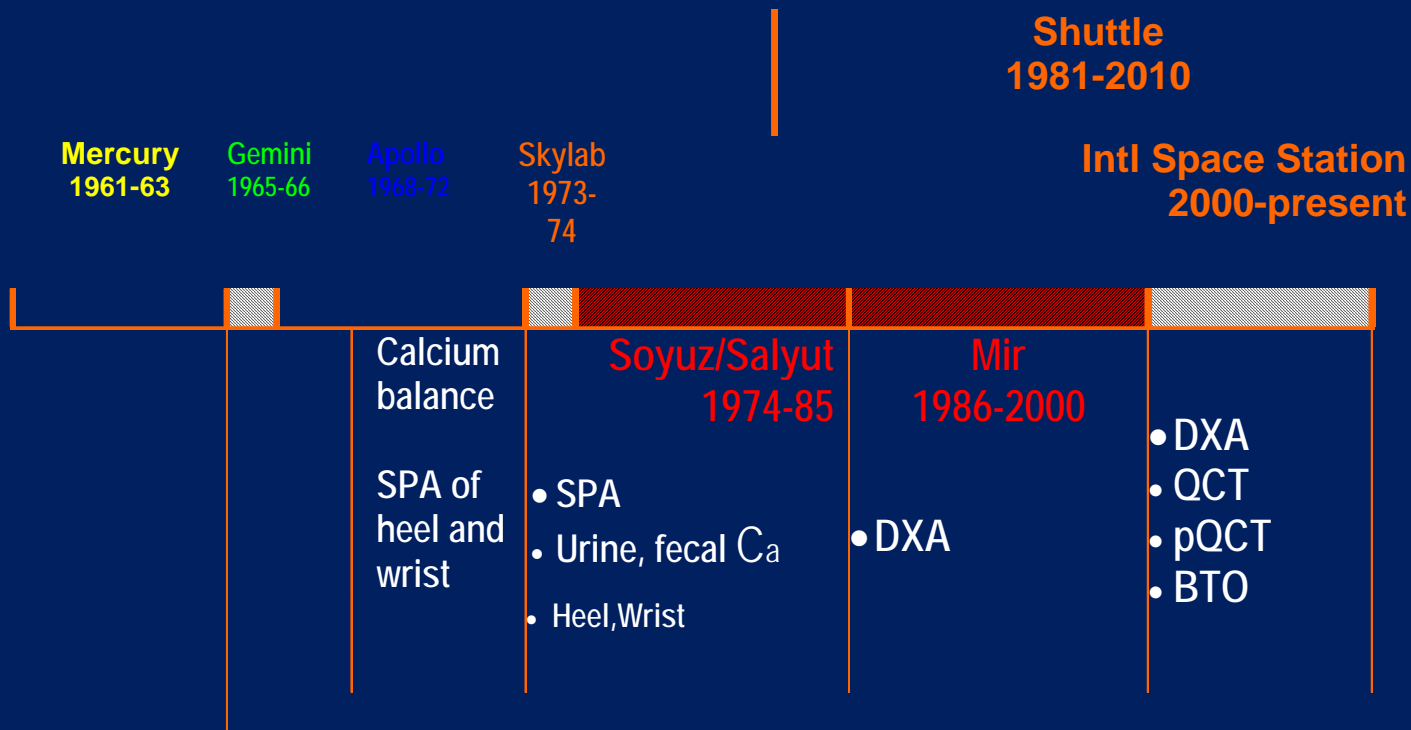 Shuttle
1981-2010
Mercury
1961-63
Gemini
1965-66
Apollo
1968-72
Skylab
1973-
74
Intl Space Station
2000-present
Calcium
balance
SPA of
heel and
wrist
• SPA
• Urine, fecal Ca
• Heel,Wrist
Soyuz/Salyut
1974-85
Mir
1986-2000
• DXA
• DXA
• QCT
• pQCT
• BTO